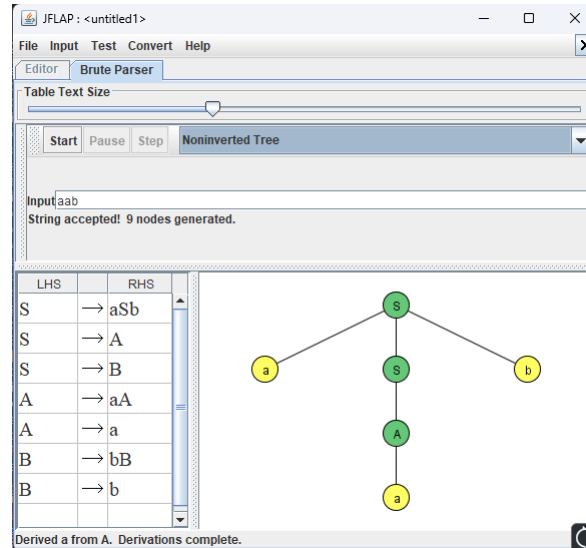 JFLAP : <untitled1>
File Input Test Convert Help
Editor Brute Parser
Table Text Size
Start Pause Step Noninverted Tree
Input aab
String accepted! 9 nodes generated.
LHS RHS
S → aSb
S → A
S → B
A → aA
A → a
B → bB
B → b
S
a S b
A
a
Derived a from A. Derivations complete.